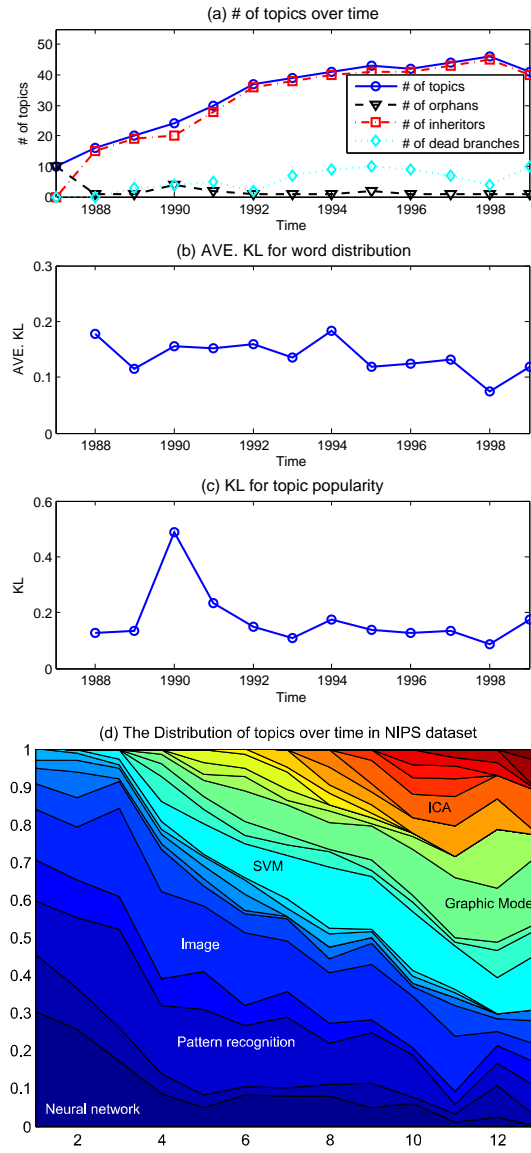 (a) # of topics over time
50
40
30
20
10
0
# of topics
# of topics
# of orphans
# of inheritors
# of dead branches
1988 1990 1992 1994 1996 1998
Time
(b) AVE. KL for word distribution
0.3
0.2
0.1
0
AVE. KL
1988 1990 1992 1994 1996 1998
Time
(c) KL for topic popularity
0.6
0.4
0.2
0
KL
1988 1990 1992 1994 1996 1998
Time
(d) The Distribution of topics over time in NIPS dataset
1
0.9
0.8
0.7
0.6
0.5
0.4
0.3
0.2
0.1
0
ICA
SVM
Graphic Mode
Image
Pattern recognition
Neural network
2 4 6 8 10 12